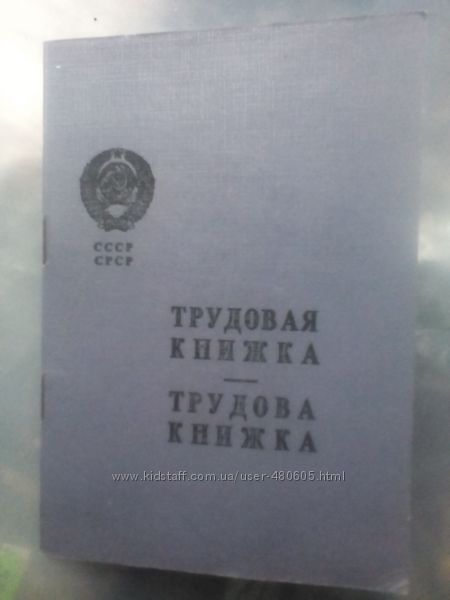 СССР
СРСР
ТРУДОВАЯ
КНИЖКА
ТРУДОВА
КНИЖКА
www.kidstaff.com.ua/user-480605.html